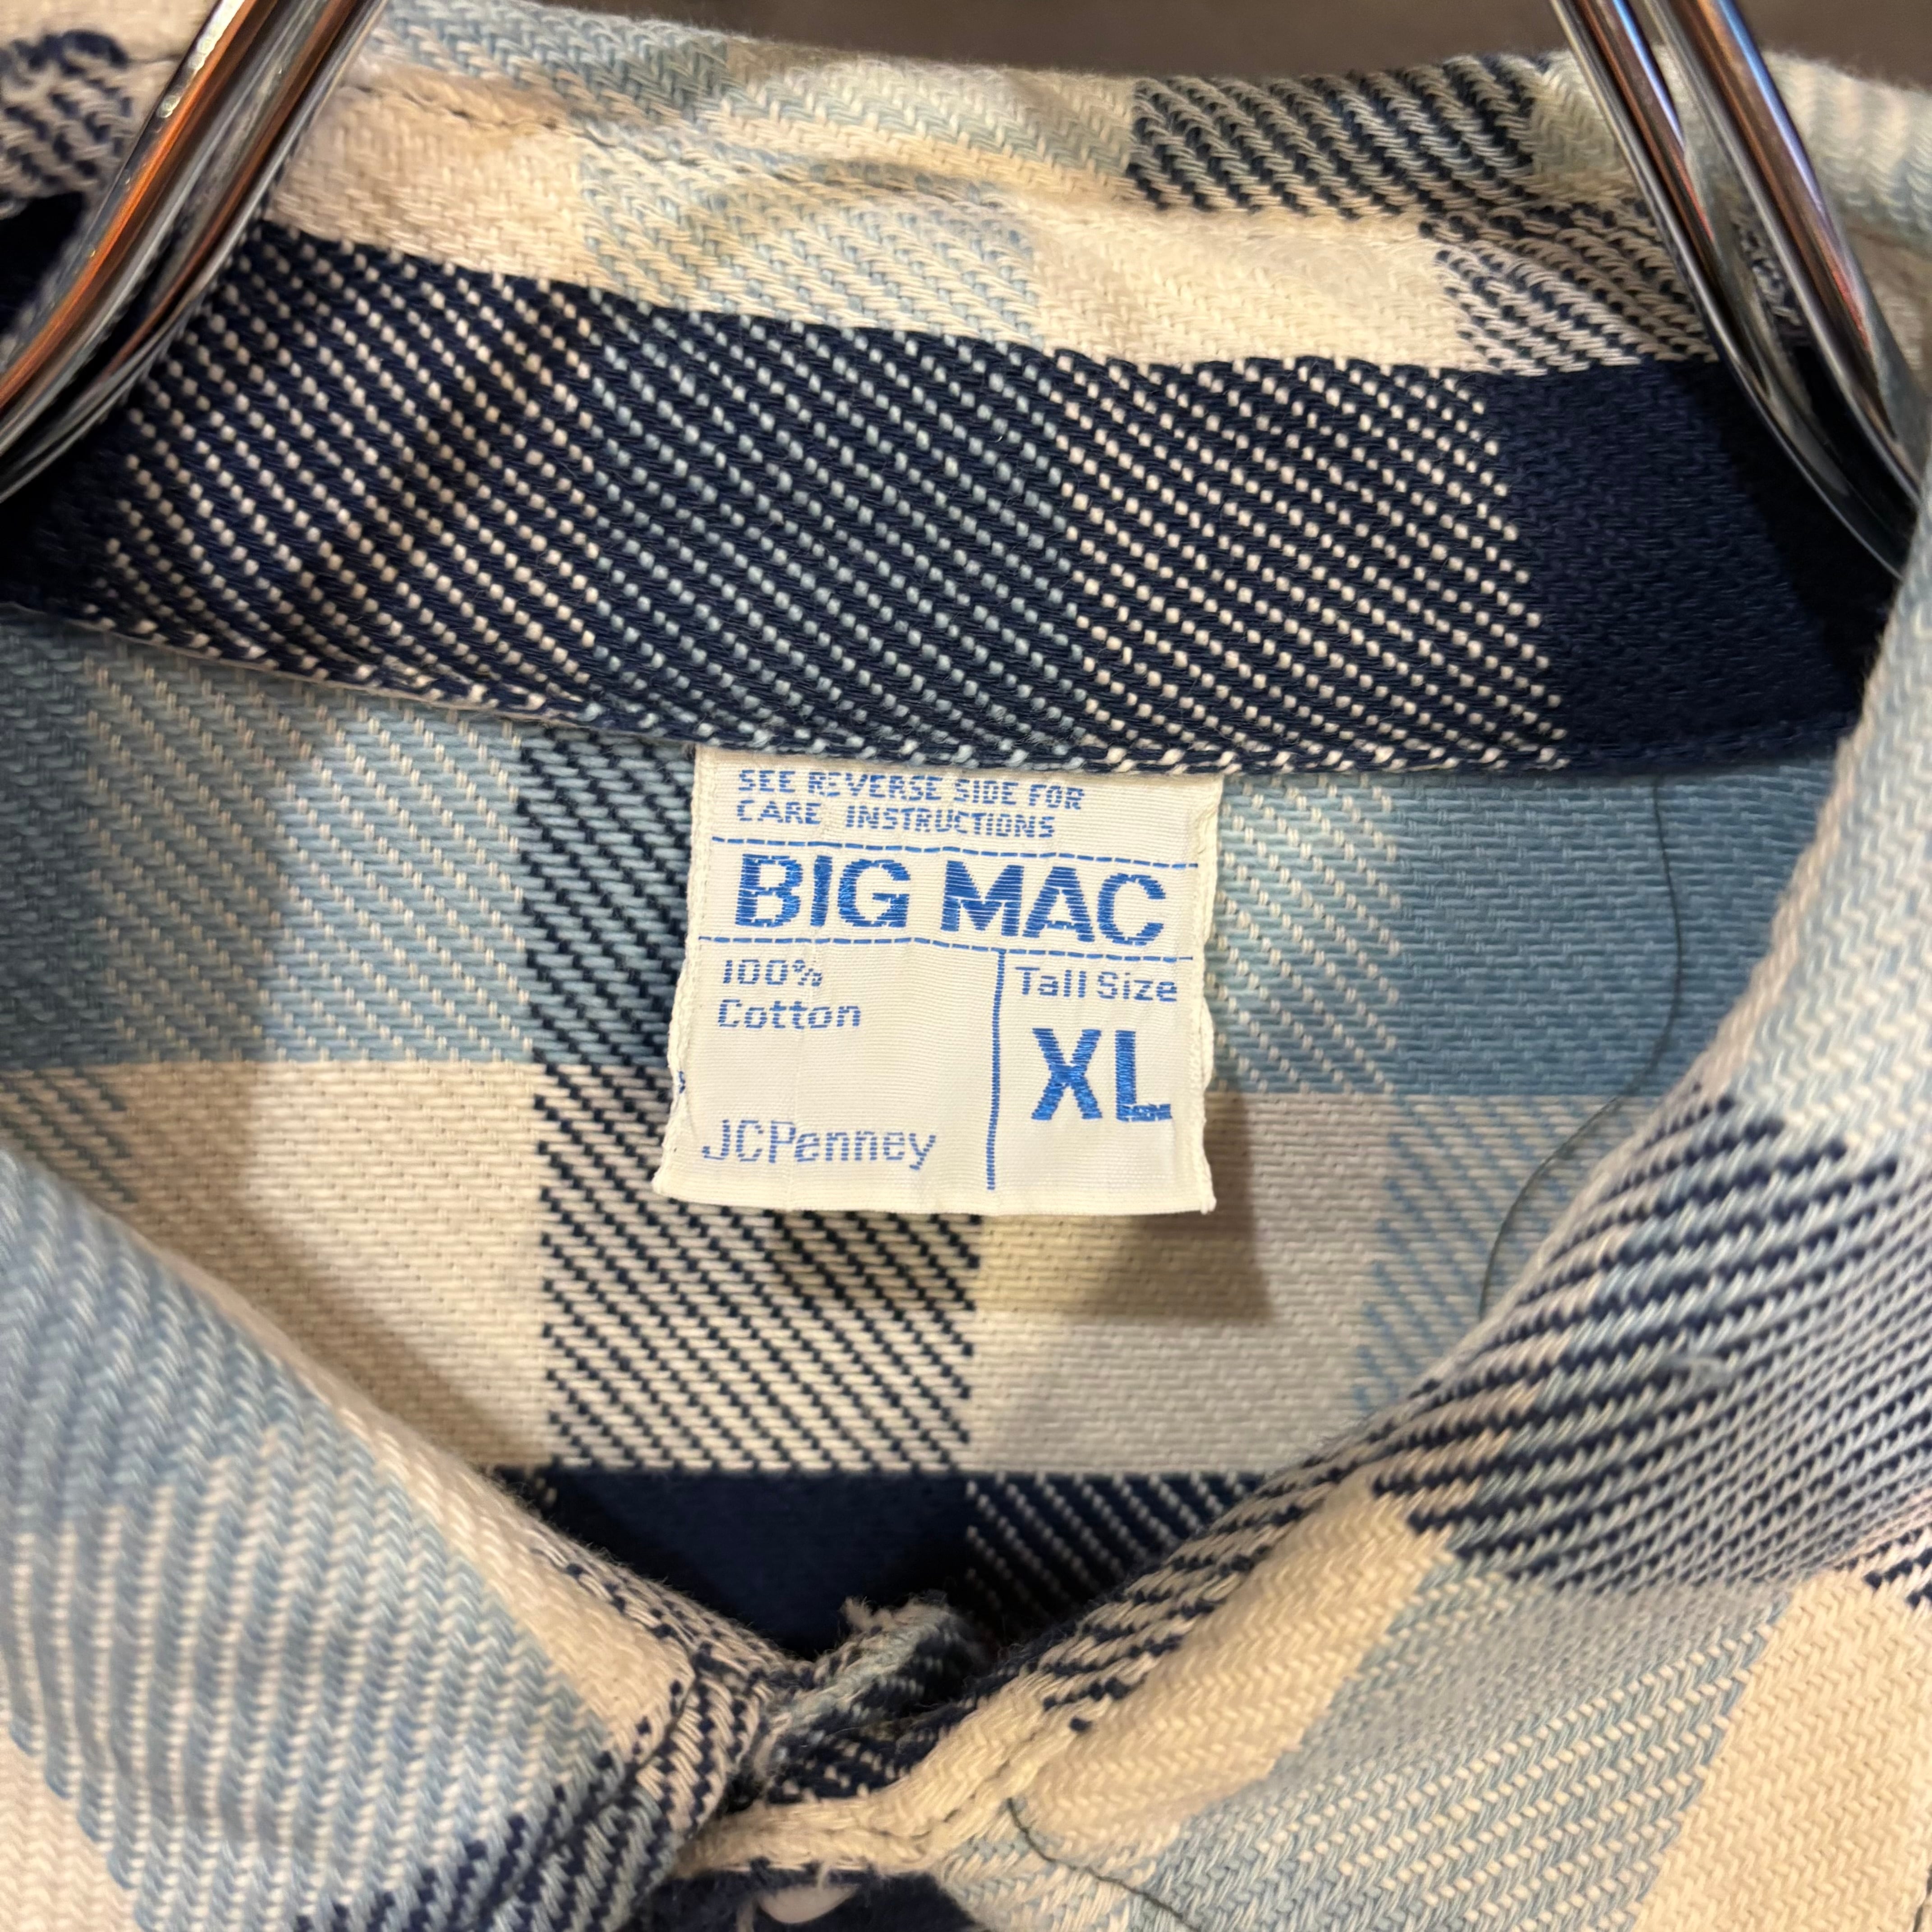 SEE REVERSE SIDE FOR
CARE INSTRUCTIONS
BIG MAC
100%
Cotton
Tall Size
XL
JCPenney